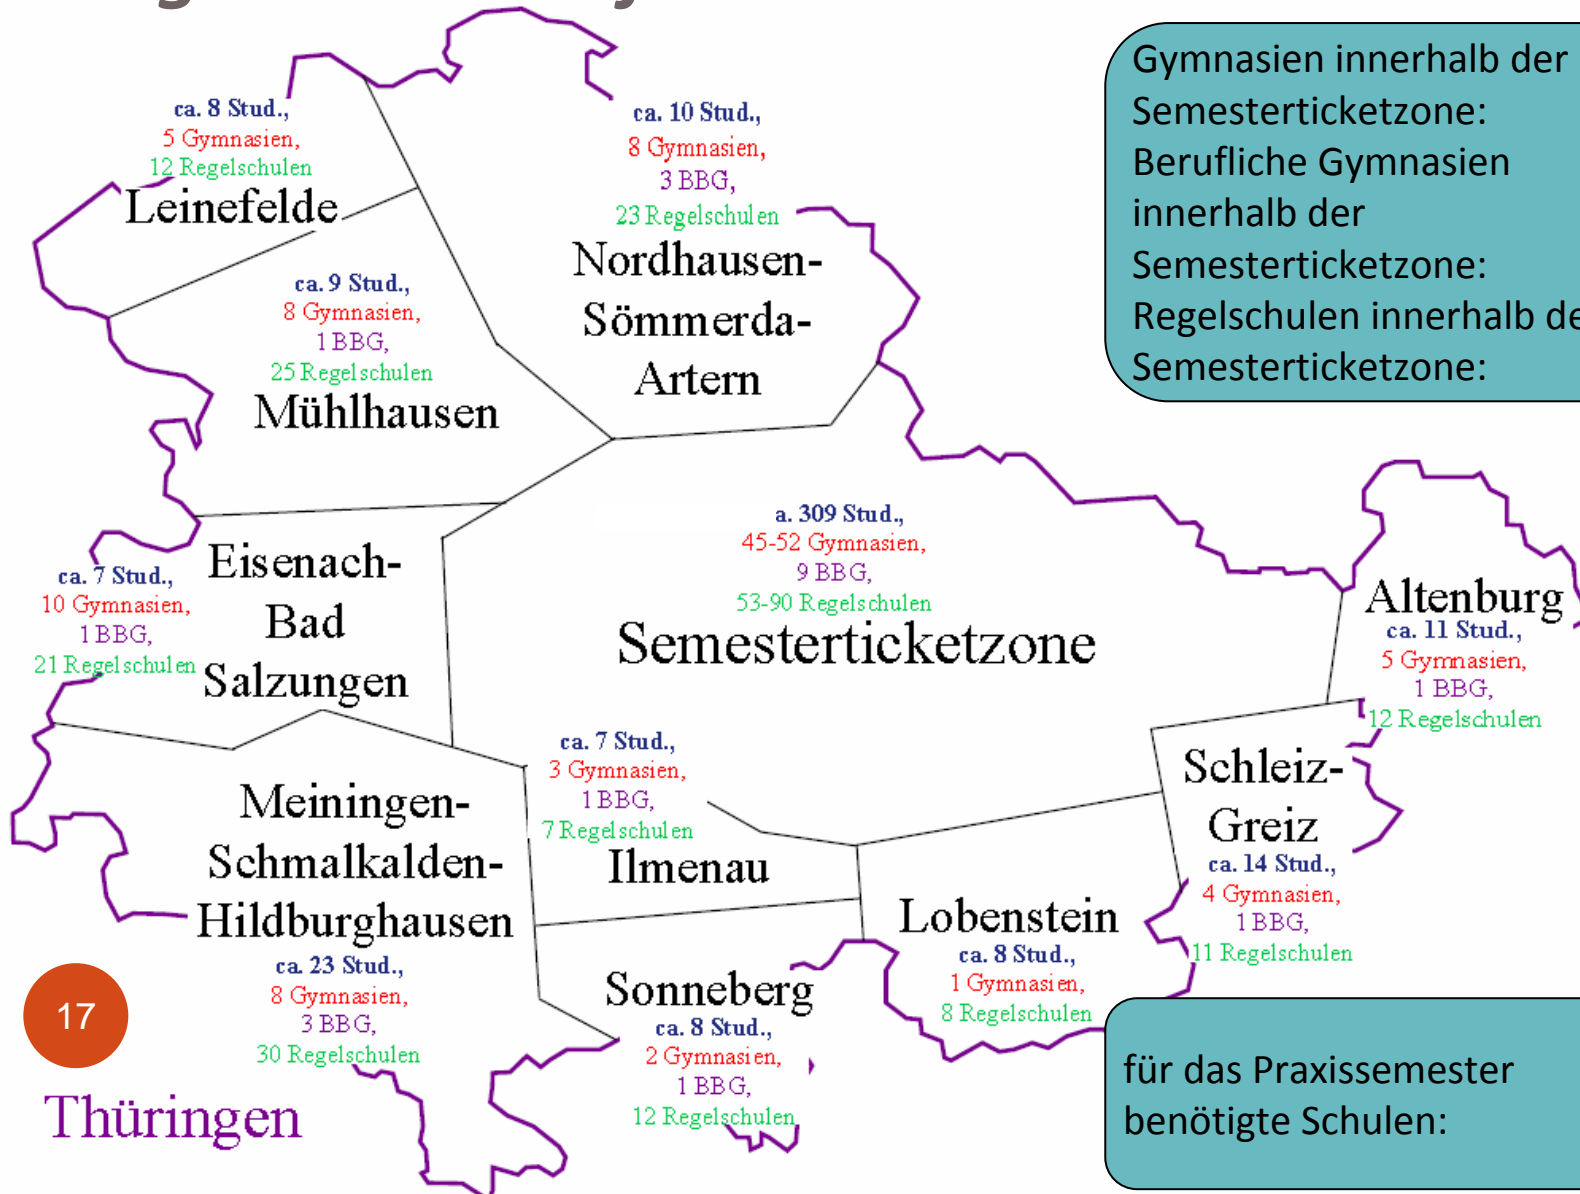 ca. 8 Stud.,
5 Gymnasien,
12 Regelschulen
Leinefelde
ca. 10 Stud.,
8 Gymnasien,
3 BBG,
23 Regelschulen
Nordhausen-
Sömmerda-
Artern
Gymnasien innerhalb der
Semesterticketzone:
Berufliche Gymnasien
innerhalb der
Semesterticketzone:
Regelschulen innerhalb de
Semesterticketzone:
ca. 9 Stud.,
8 Gymnasien,
1 BBG,
25 Regelschulen
Mühlhausen
a. 309 Stud.,
45-52 Gymnasien,
9 BBG,
53-90 Regelschulen
Semesterticketzone
Eisenach-
Bad
Salzungen
ca. 7 Stud.,
10 Gymnasien,
1 BBG,
21 Regelschulen
Altenburg
ca. 11 Stud.,
5 Gymnasien,
1 BBG,
12 Regelschulen
ca. 7 Stud.,
3 Gymnasien,
1 BBG,
7 Regelschulen
Ilmenau
Schleiz-
Greiz
ca. 14 Stud.,
4 Gymnasien,
1 BBG,
11 Regelschulen
Meiningen-
Schmalkalden-
Hildburghausen
ca. 23 Stud.,
8 Gymnasien,
3 BBG,
30 Regelschulen
Lobenstein
ca. 8 Stud.,
1 Gymnasien,
8 Regelschulen
Sonneberg
ca. 8 Stud.,
2 Gymnasien,
1 BBG,
12 Regelschulen
17
Thüringen
für das Praxissemester
benötigte Schulen: